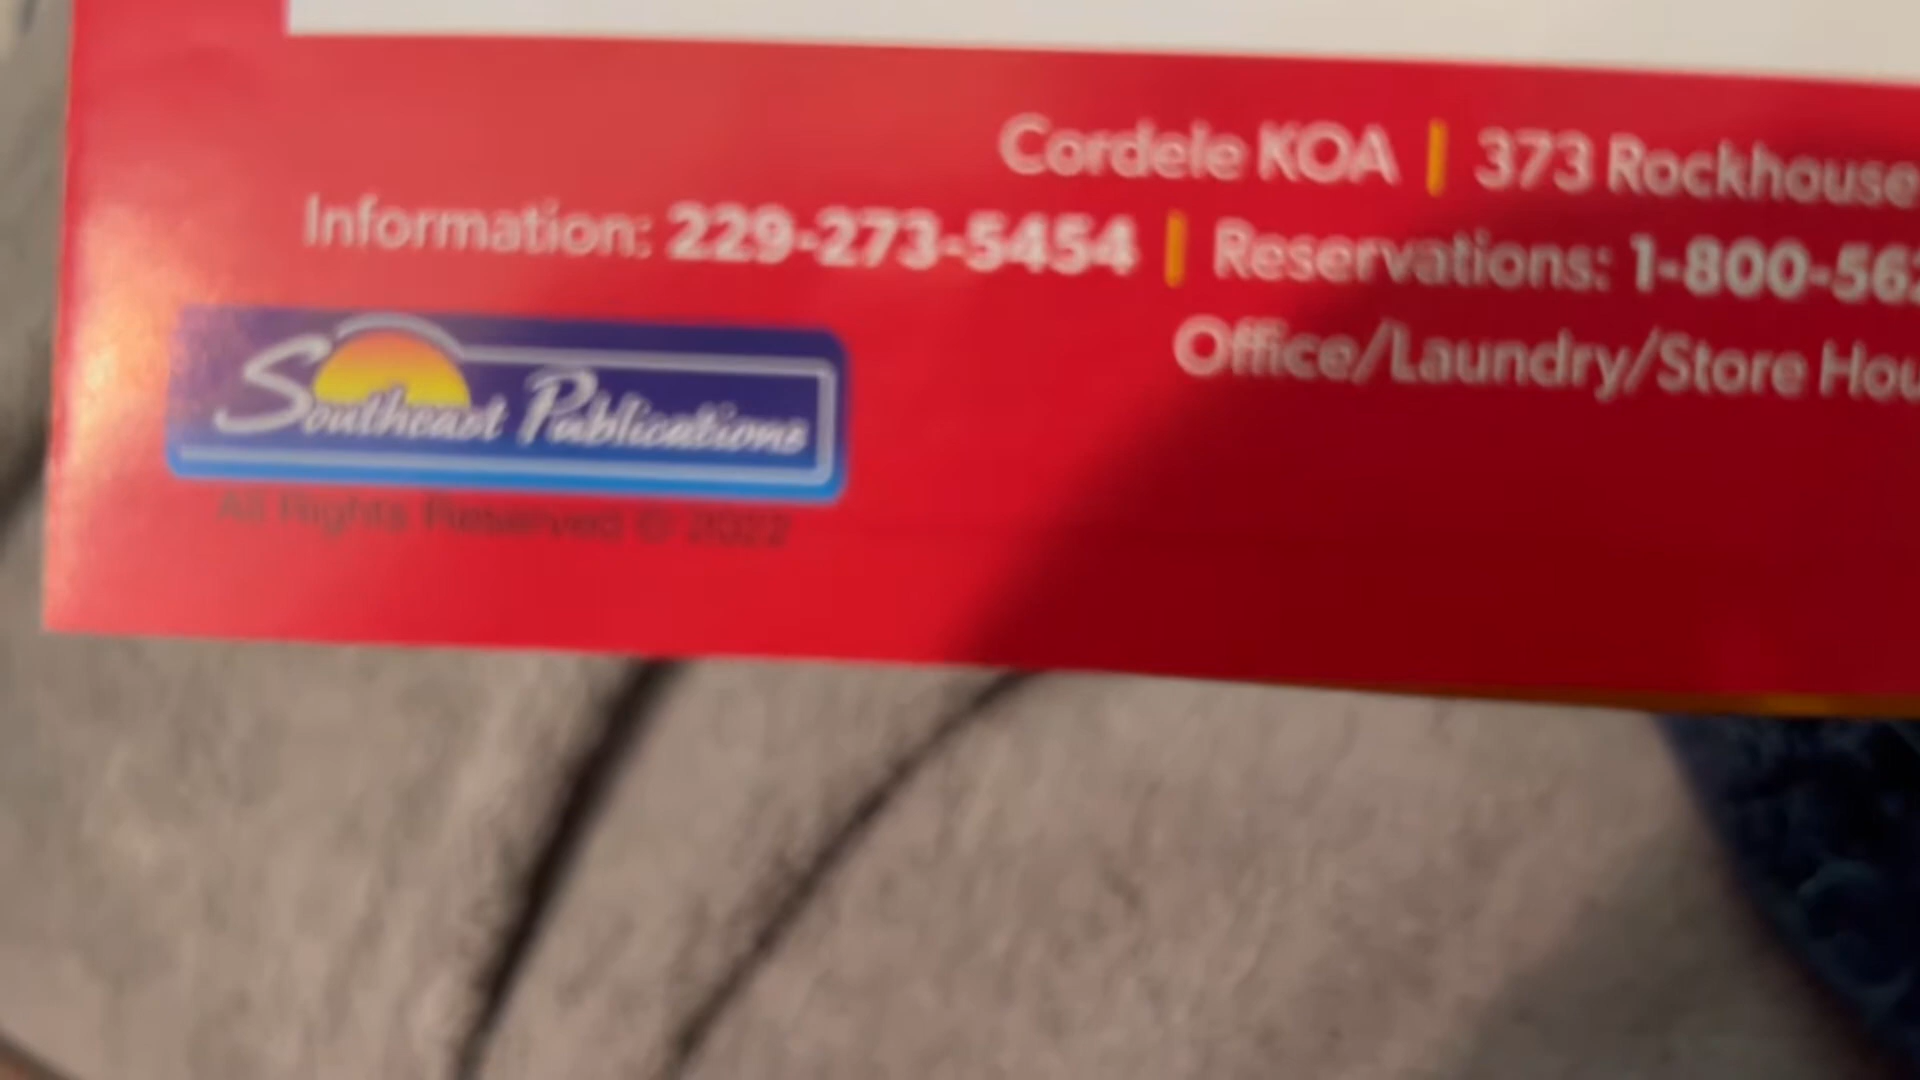 Cordele KOA | 373 Rockhouse
Information: 229-273-5454 | Reservations: 1-800-562
Office/Laundry/Store Hou
Southeast Publications
All Rights Reserved © 2022